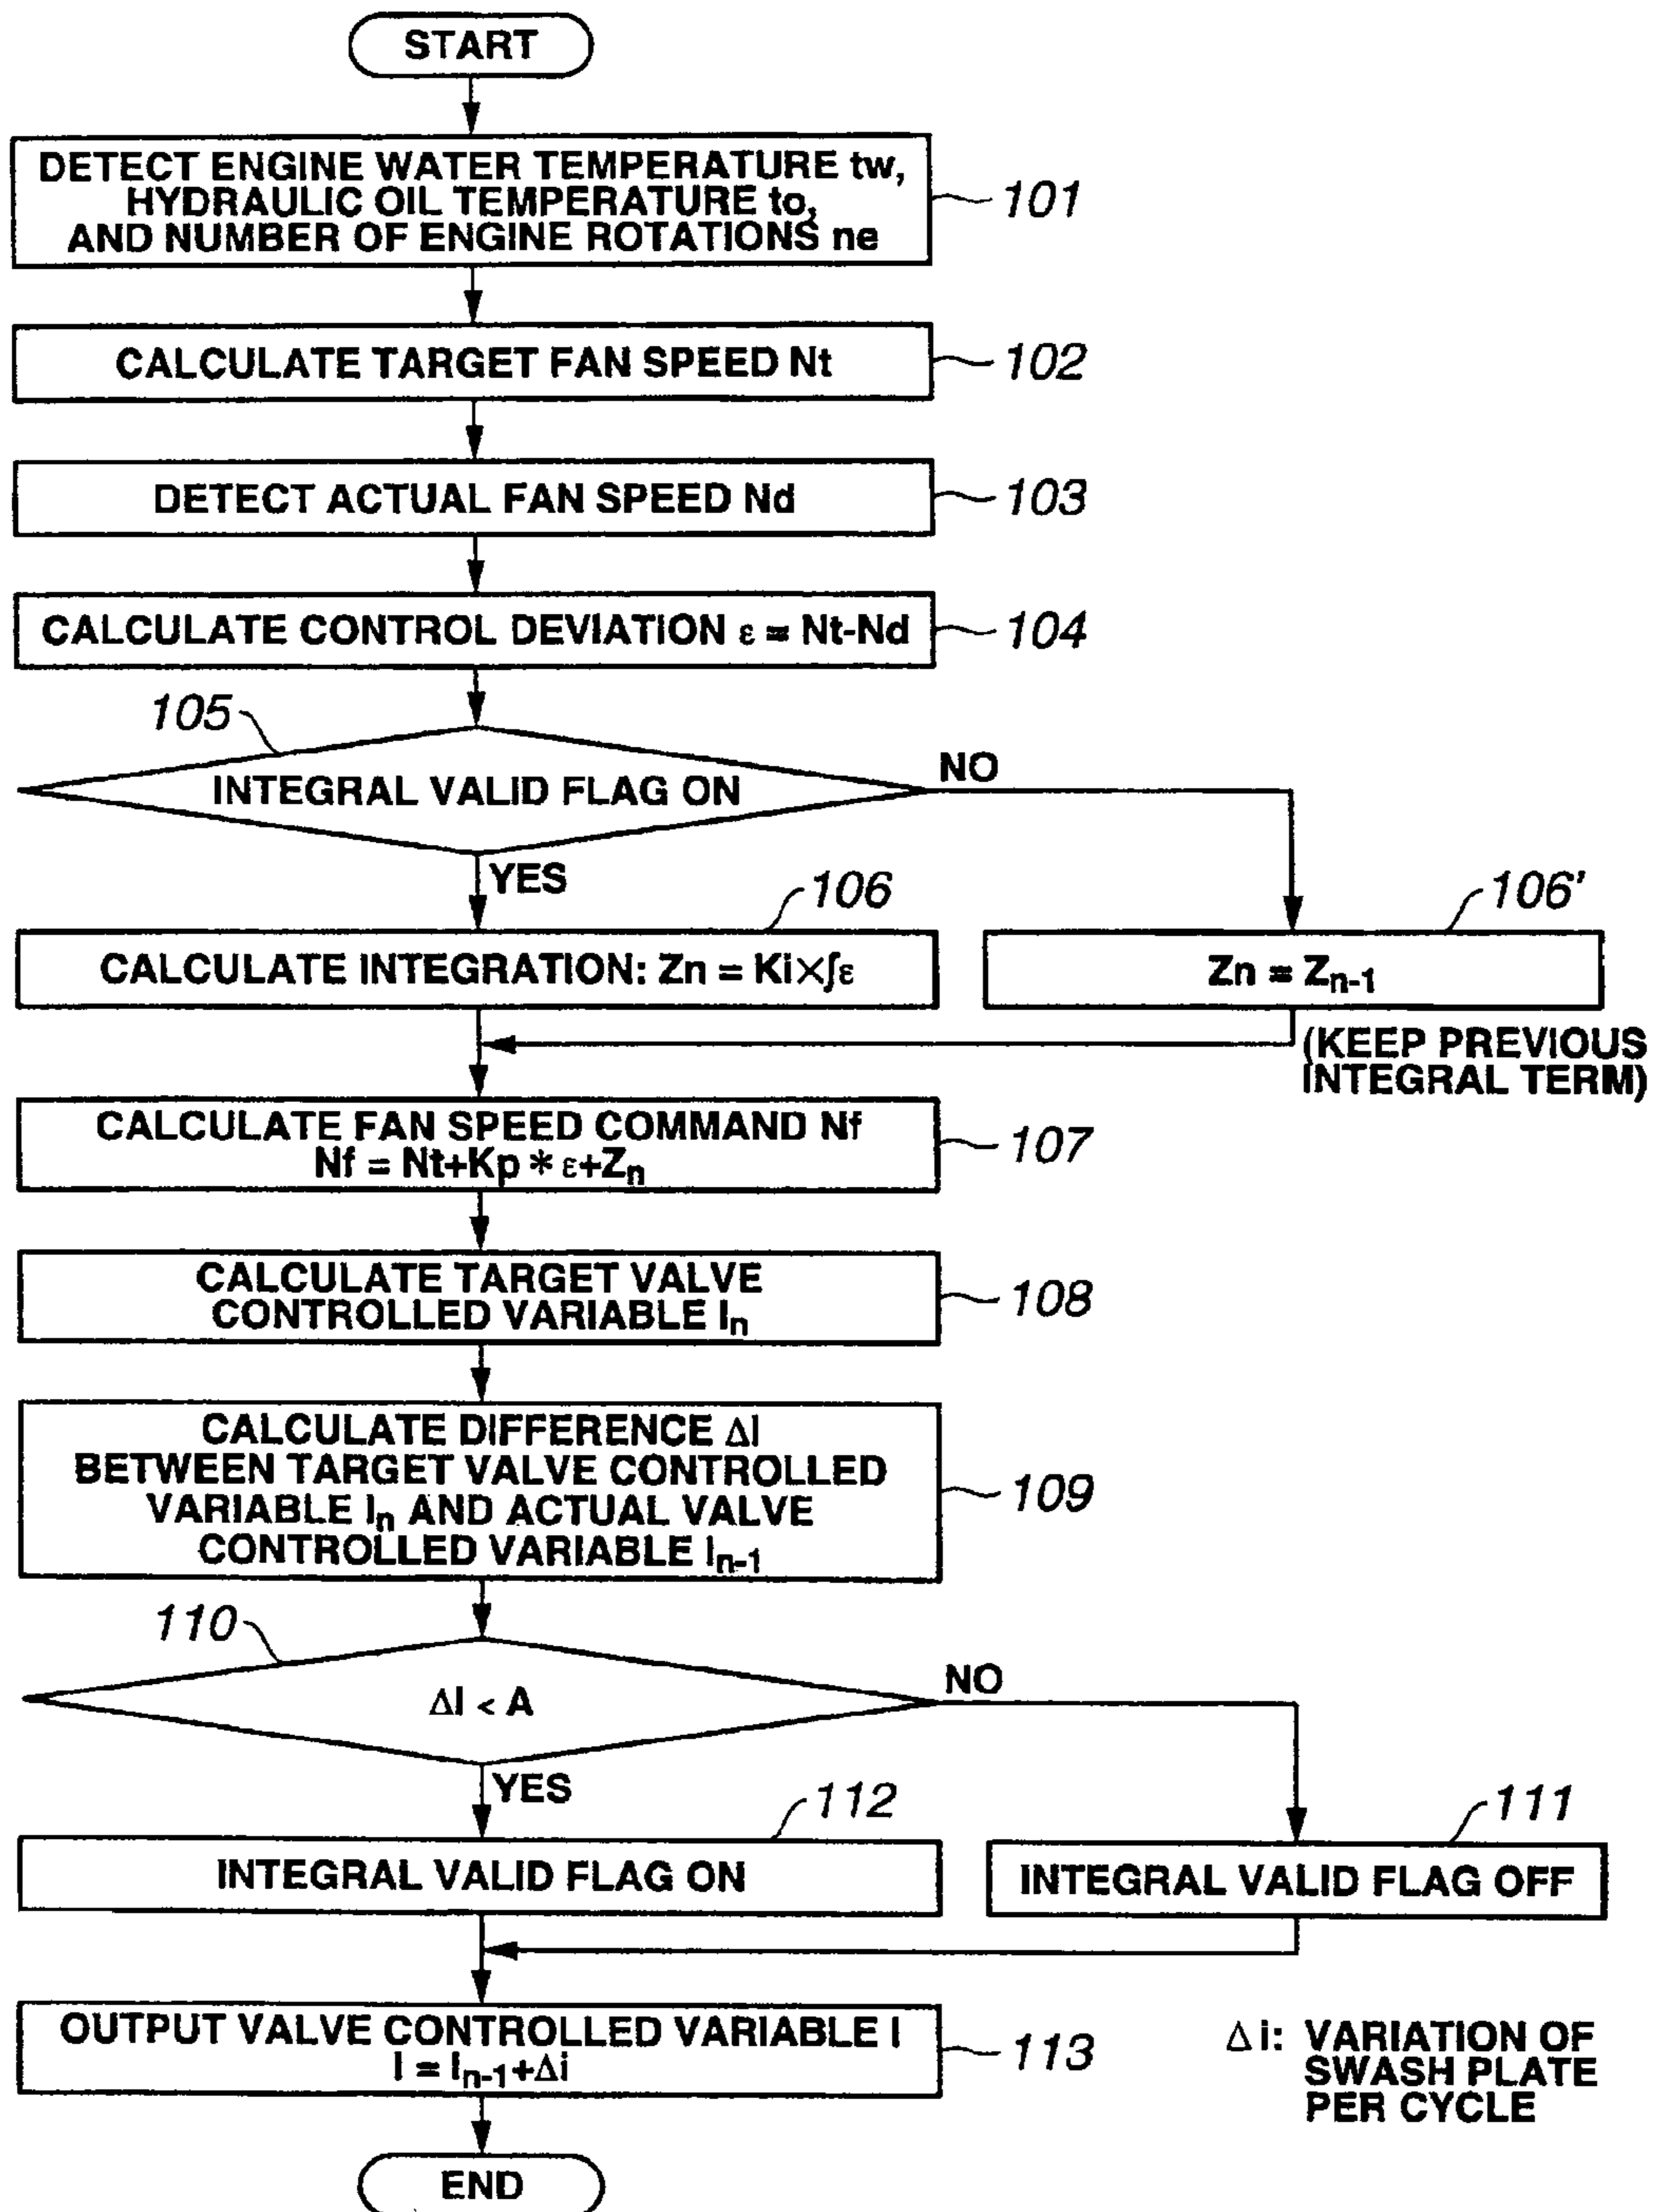 START
DETECT ENGINE WATER TEMPERATURE tw,
HYDRAULIC OIL TEMPERATURE to,
AND NUMBER OF ENGINE ROTATIONS ne
101
CALCULATE TARGET FAN SPEED Nt
102
DETECT ACTUAL FAN SPEED Nd
103
CALCULATE CONTROL DEVIATION ε = Nt-Nd
104
105
INTEGRAL VALID FLAG ON
NO
YES
106
106'
CALCULATE INTEGRATION: Zn = Ki×∫ε
Zn = Zn-1
(KEEP PREVIOUS
INTEGRAL TERM)
CALCULATE FAN SPEED COMMAND Nf
Nf = Nt+Kp * ε+Zn
107
CALCULATE TARGET VALVE
CONTROLLED VARIABLE In
108
CALCULATE DIFFERENCE ΔI
BETWEEN TARGET VALVE CONTROLLED
VARIABLE In AND ACTUAL VALVE
CONTROLLED VARIABLE In-1
109
110
ΔI < A
NO
YES
112
111
INTEGRAL VALID FLAG ON
INTEGRAL VALID FLAG OFF
OUTPUT VALVE CONTROLLED VARIABLE I
I = In-1+Δi
113
Δi: VARIATION OF
SWASH PLATE
PER CYCLE
END